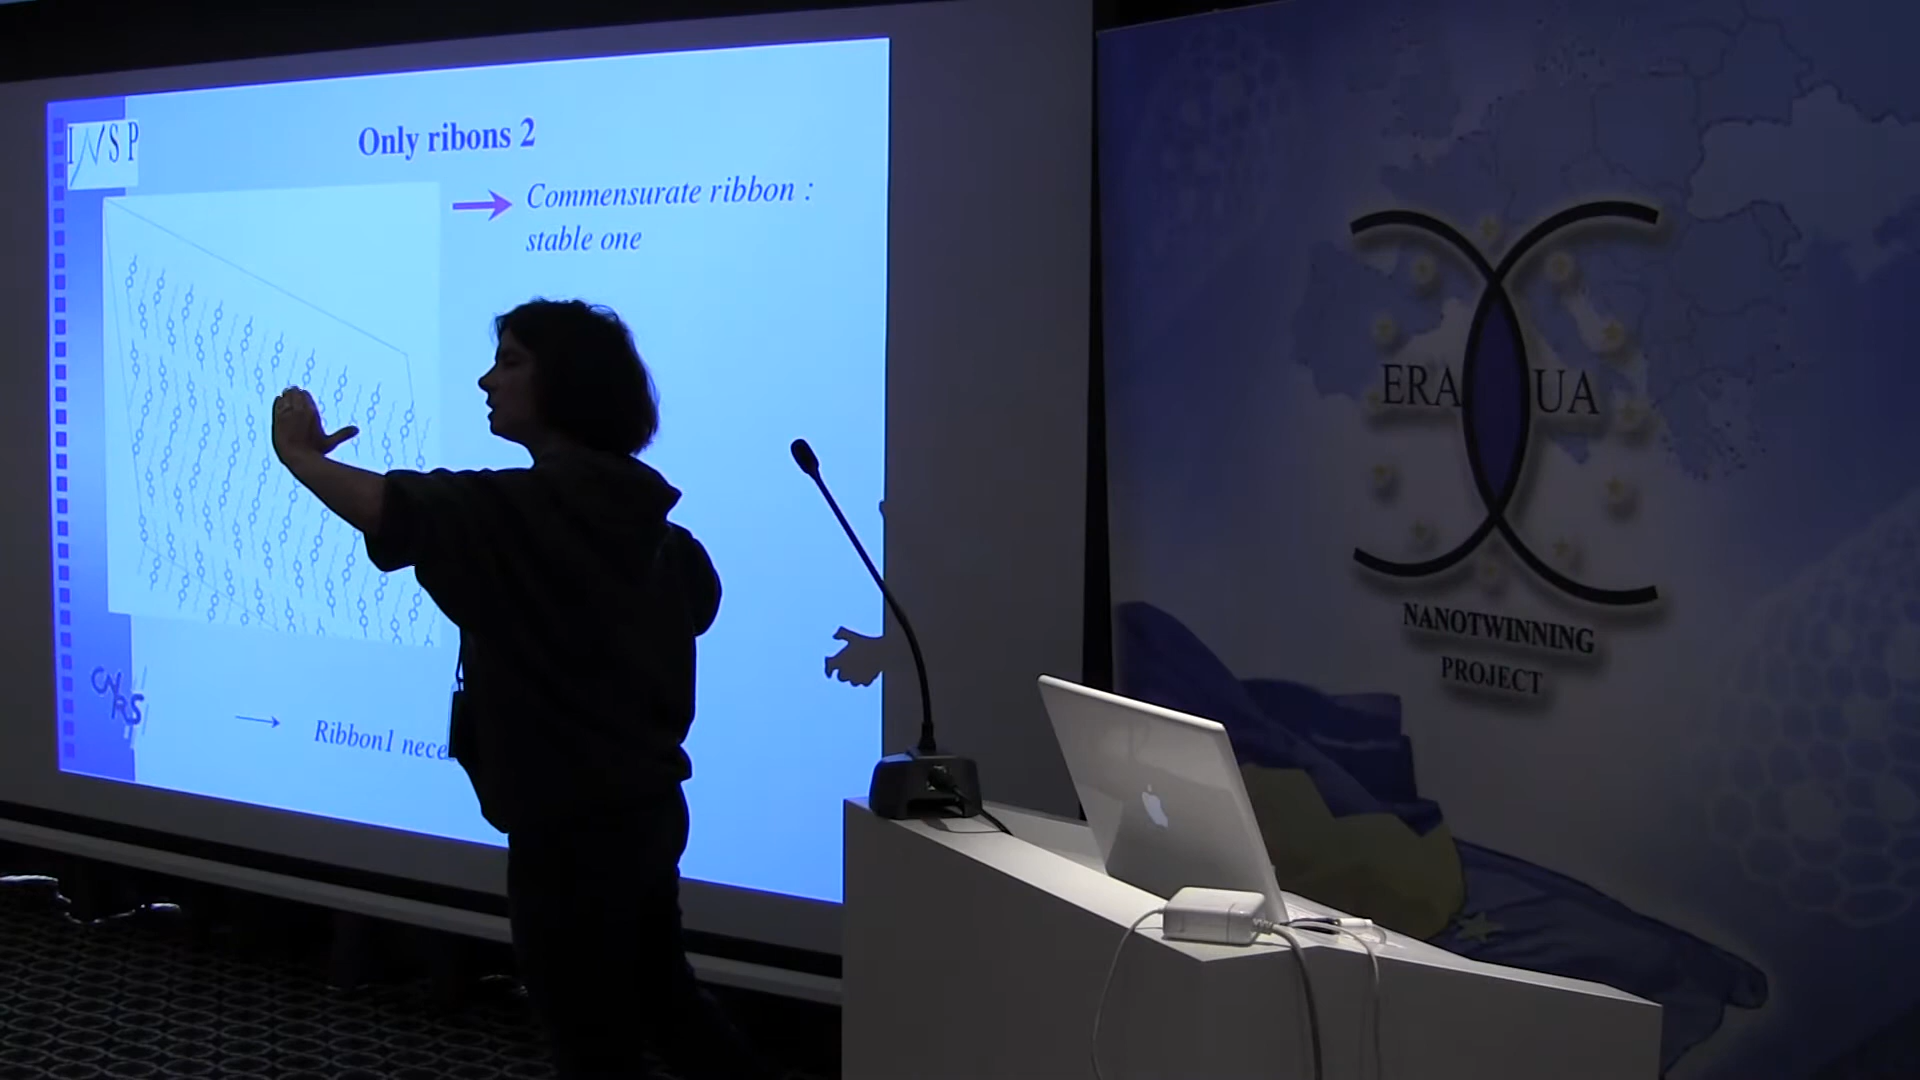 INSP
Only ribons 2
Commensurate ribbon :
stable one
CNRS
Ribbon1 nece
ERA UA
NANOTWINNING
PROJECT